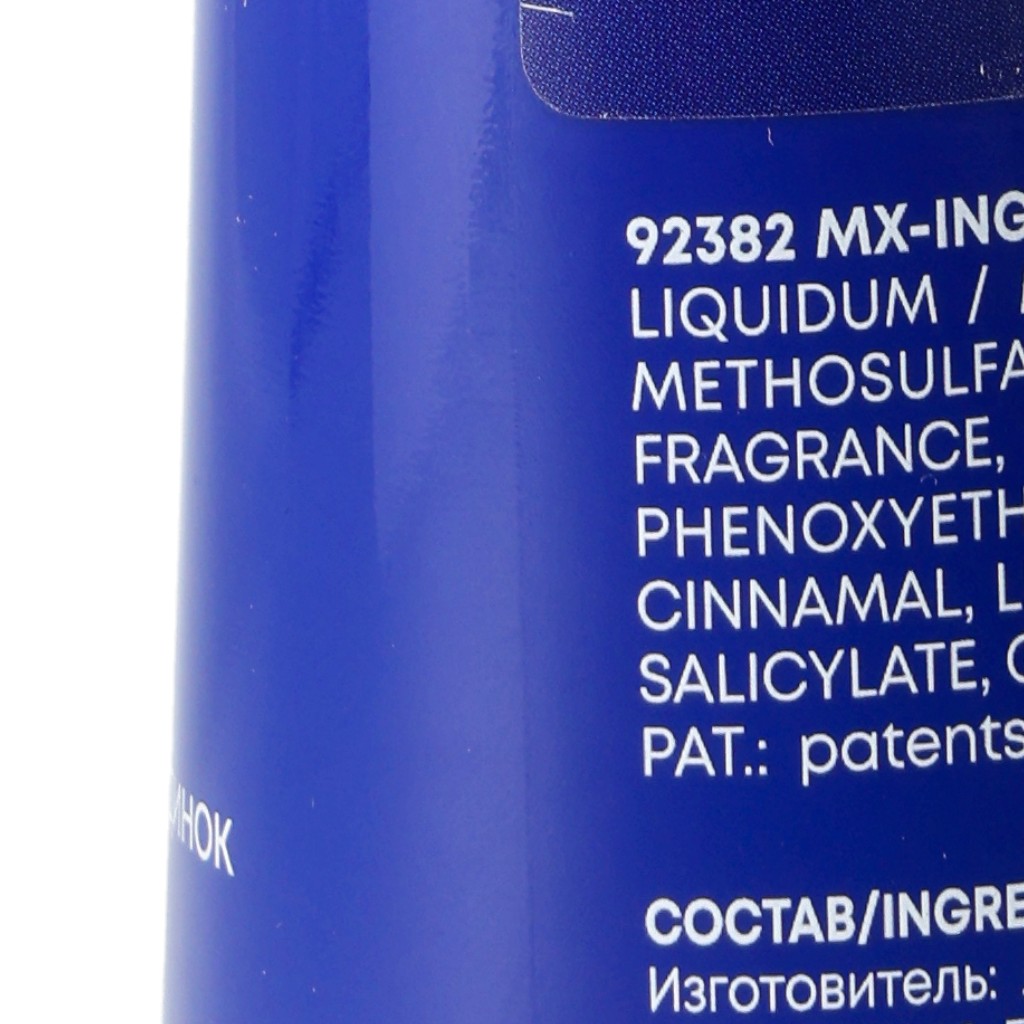 92382 MX-ING
LIQUIDUM /
METHOSULFA
FRAGRANCE,
PHENOXYETH
CINNAMAL, L
SALICYLATE, C
PAT.: patents
ИНОК
СОСТАВ/INGRE
Изготовитель: